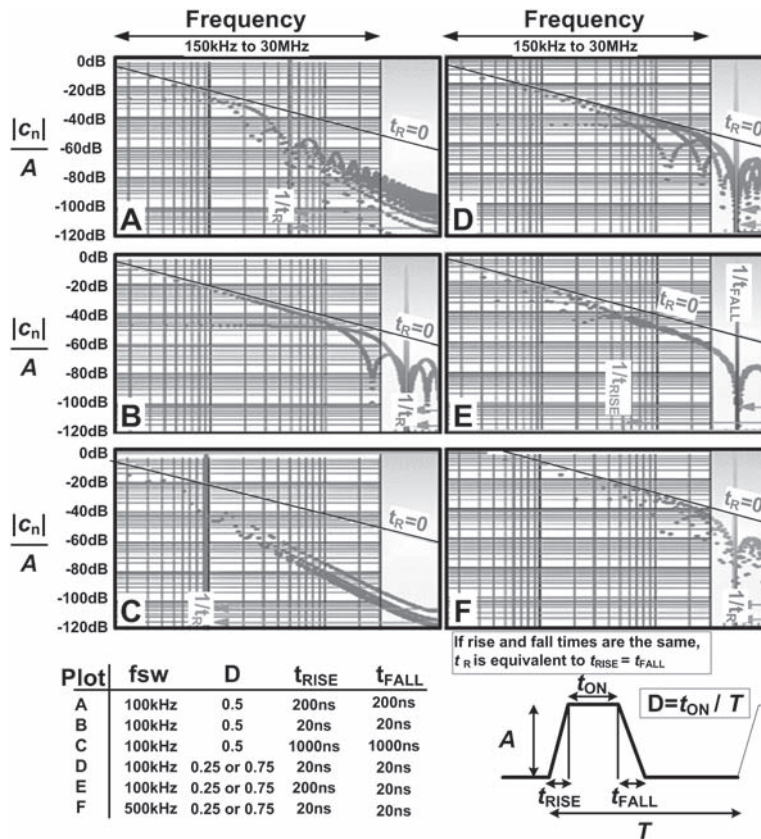 Frequency Frequency
150kHz to 30MHz 150kHz to 30MHz
0dB
-20dB
-40dB
-60dB
-80dB
-100dB
-120dB
|cn|
A
tR=0
1/tR
A
tR=0
D
0dB
-20dB
-40dB
-60dB
-80dB
-100dB
-120dB
|cn|
A
tR=0
1/tR
B
1/tFALL
tR=0
1/tRISE
E
0dB
-20dB
-40dB
-60dB
-80dB
-100dB
-120dB
|cn|
A
tR=0
1/tR
C
tR=0
1/tR
F
If rise and fall times are the same,
tR is equivalent to tRISE = tFALL
Plot fsw D tRISE tFALL
A 100kHz 0.5 200ns 200ns
B 100kHz 0.5 20ns 20ns
C 100kHz 0.5 1000ns 1000ns
D 100kHz 0.25 or 0.75 20ns 20ns
E 100kHz 0.25 or 0.75 200ns 20ns
F 500kHz 0.25 or 0.75 20ns 20ns
tON
D=tON / T
A
tRISE tFALL
T